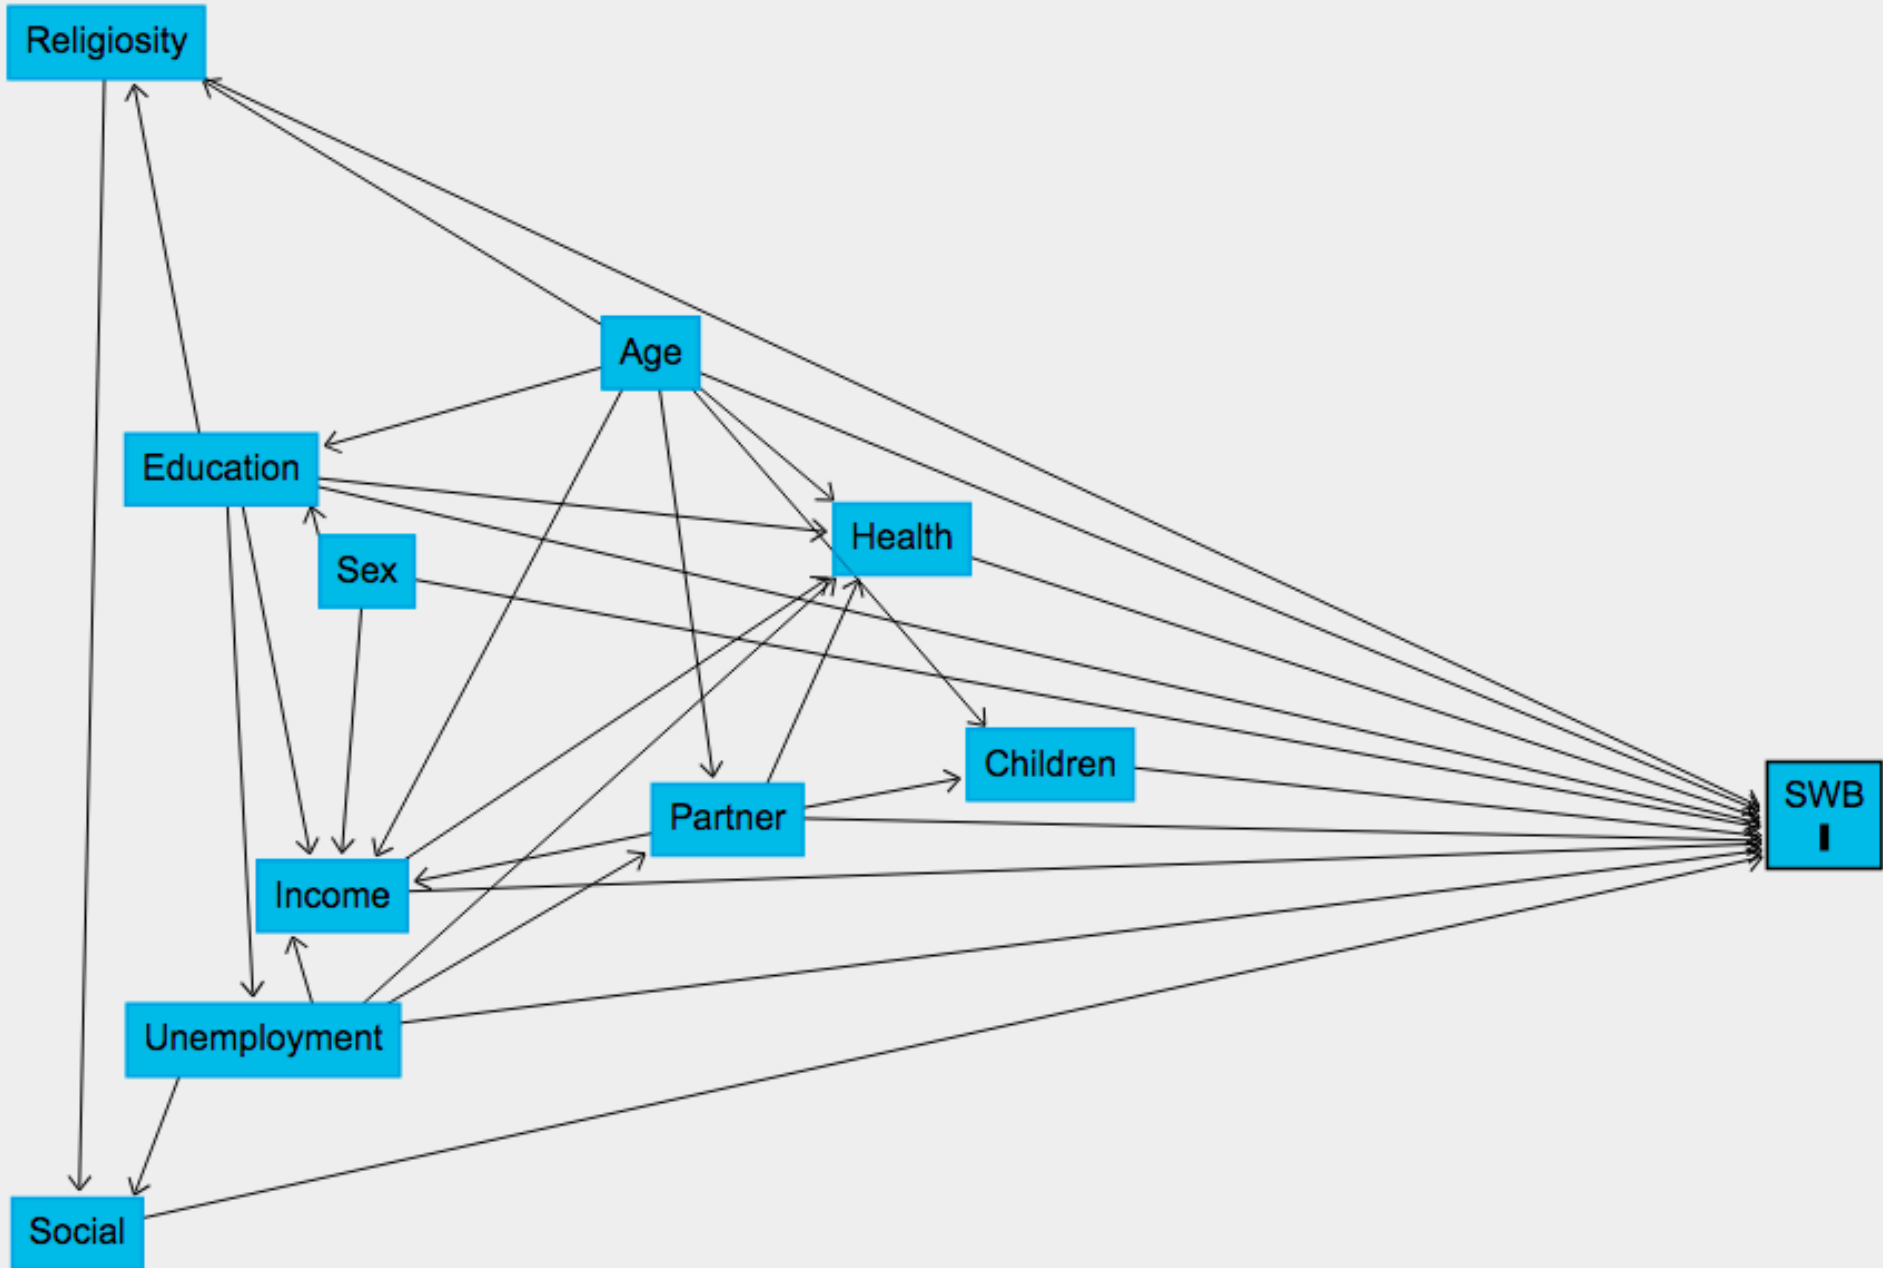 Religiosity
Age
Education
Health
Sex
Children
SWB
Partner
Income
Unemployment
Social